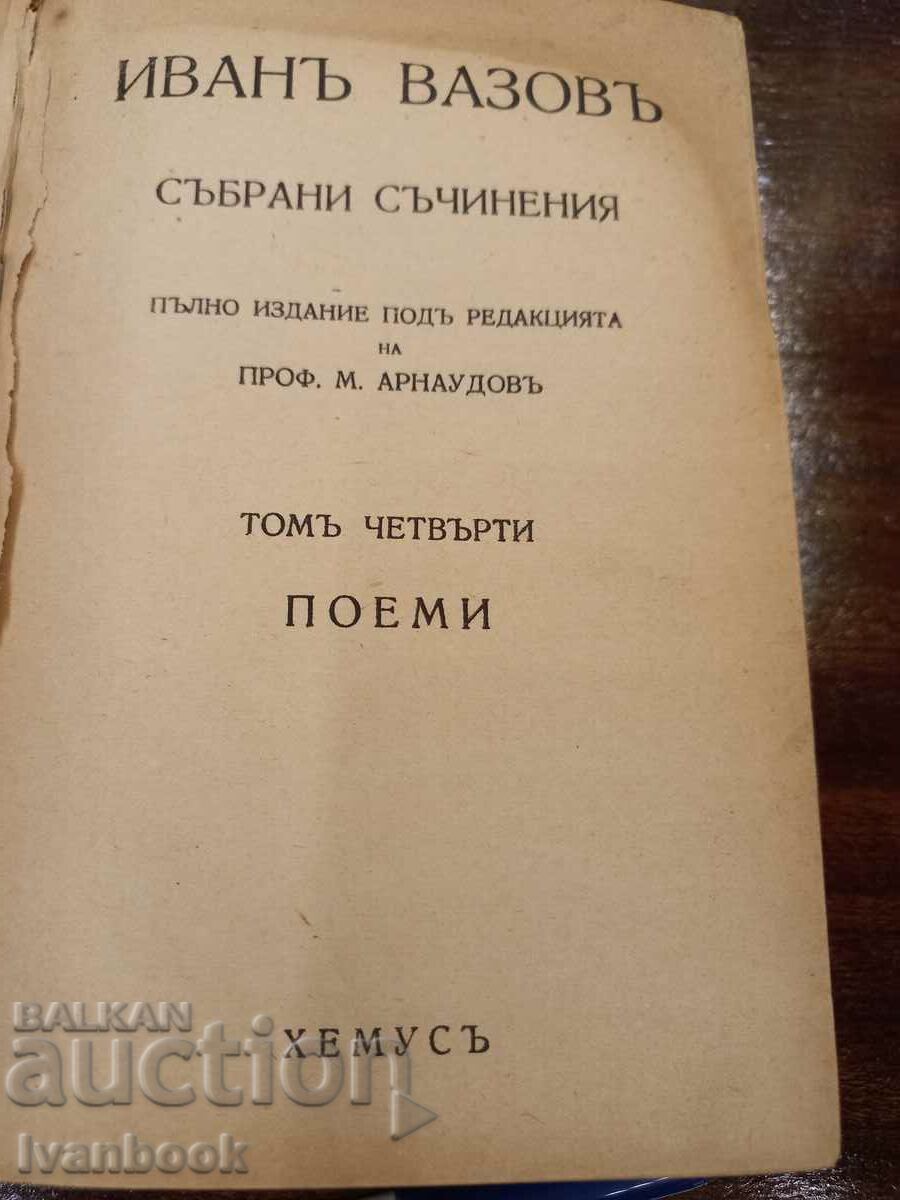 ИВАНЪ ВАЗОВЪ
СЪБРАНИ СЪЧИНЕНИЯ
ПЪЛНО ИЗДАНИЕ ПОДЪ РЕДАКЦИЯТА
НА
ПРОФ. М. АРНАУДОВЪ
ТОМЪ ЧЕТВЪРТИ
ПОЕМИ
ХЕМУСЪ
BALKAN
auction
Ivanbook